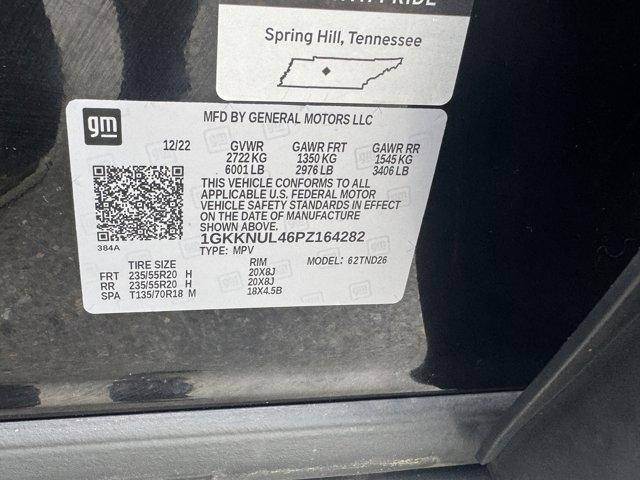 PRIDE
Spring Hill, Tennessee
gm
MFD BY GENERAL MOTORS LLC
12/22 GVWR GAWR FRT GAWR RR
2722 KG 1350 KG 1545 KG
6001 LB 2976 LB 3406 LB
THIS VEHICLE CONFORMS TO ALL
APPLICABLE U.S. FEDERAL MOTOR
VEHICLE SAFETY STANDARDS IN EFFECT
ON THE DATE OF MANUFACTURE
SHOWN ABOVE.
384A
1GKKNUL46PZ164282
TYPE: MPV MODEL: 62TND26
TIRE SIZE RIM
FRT 235/55R20 H 20X8J
RR 235/55R20 H 20X8J
SPA T135/70R18 M 18X4.5B